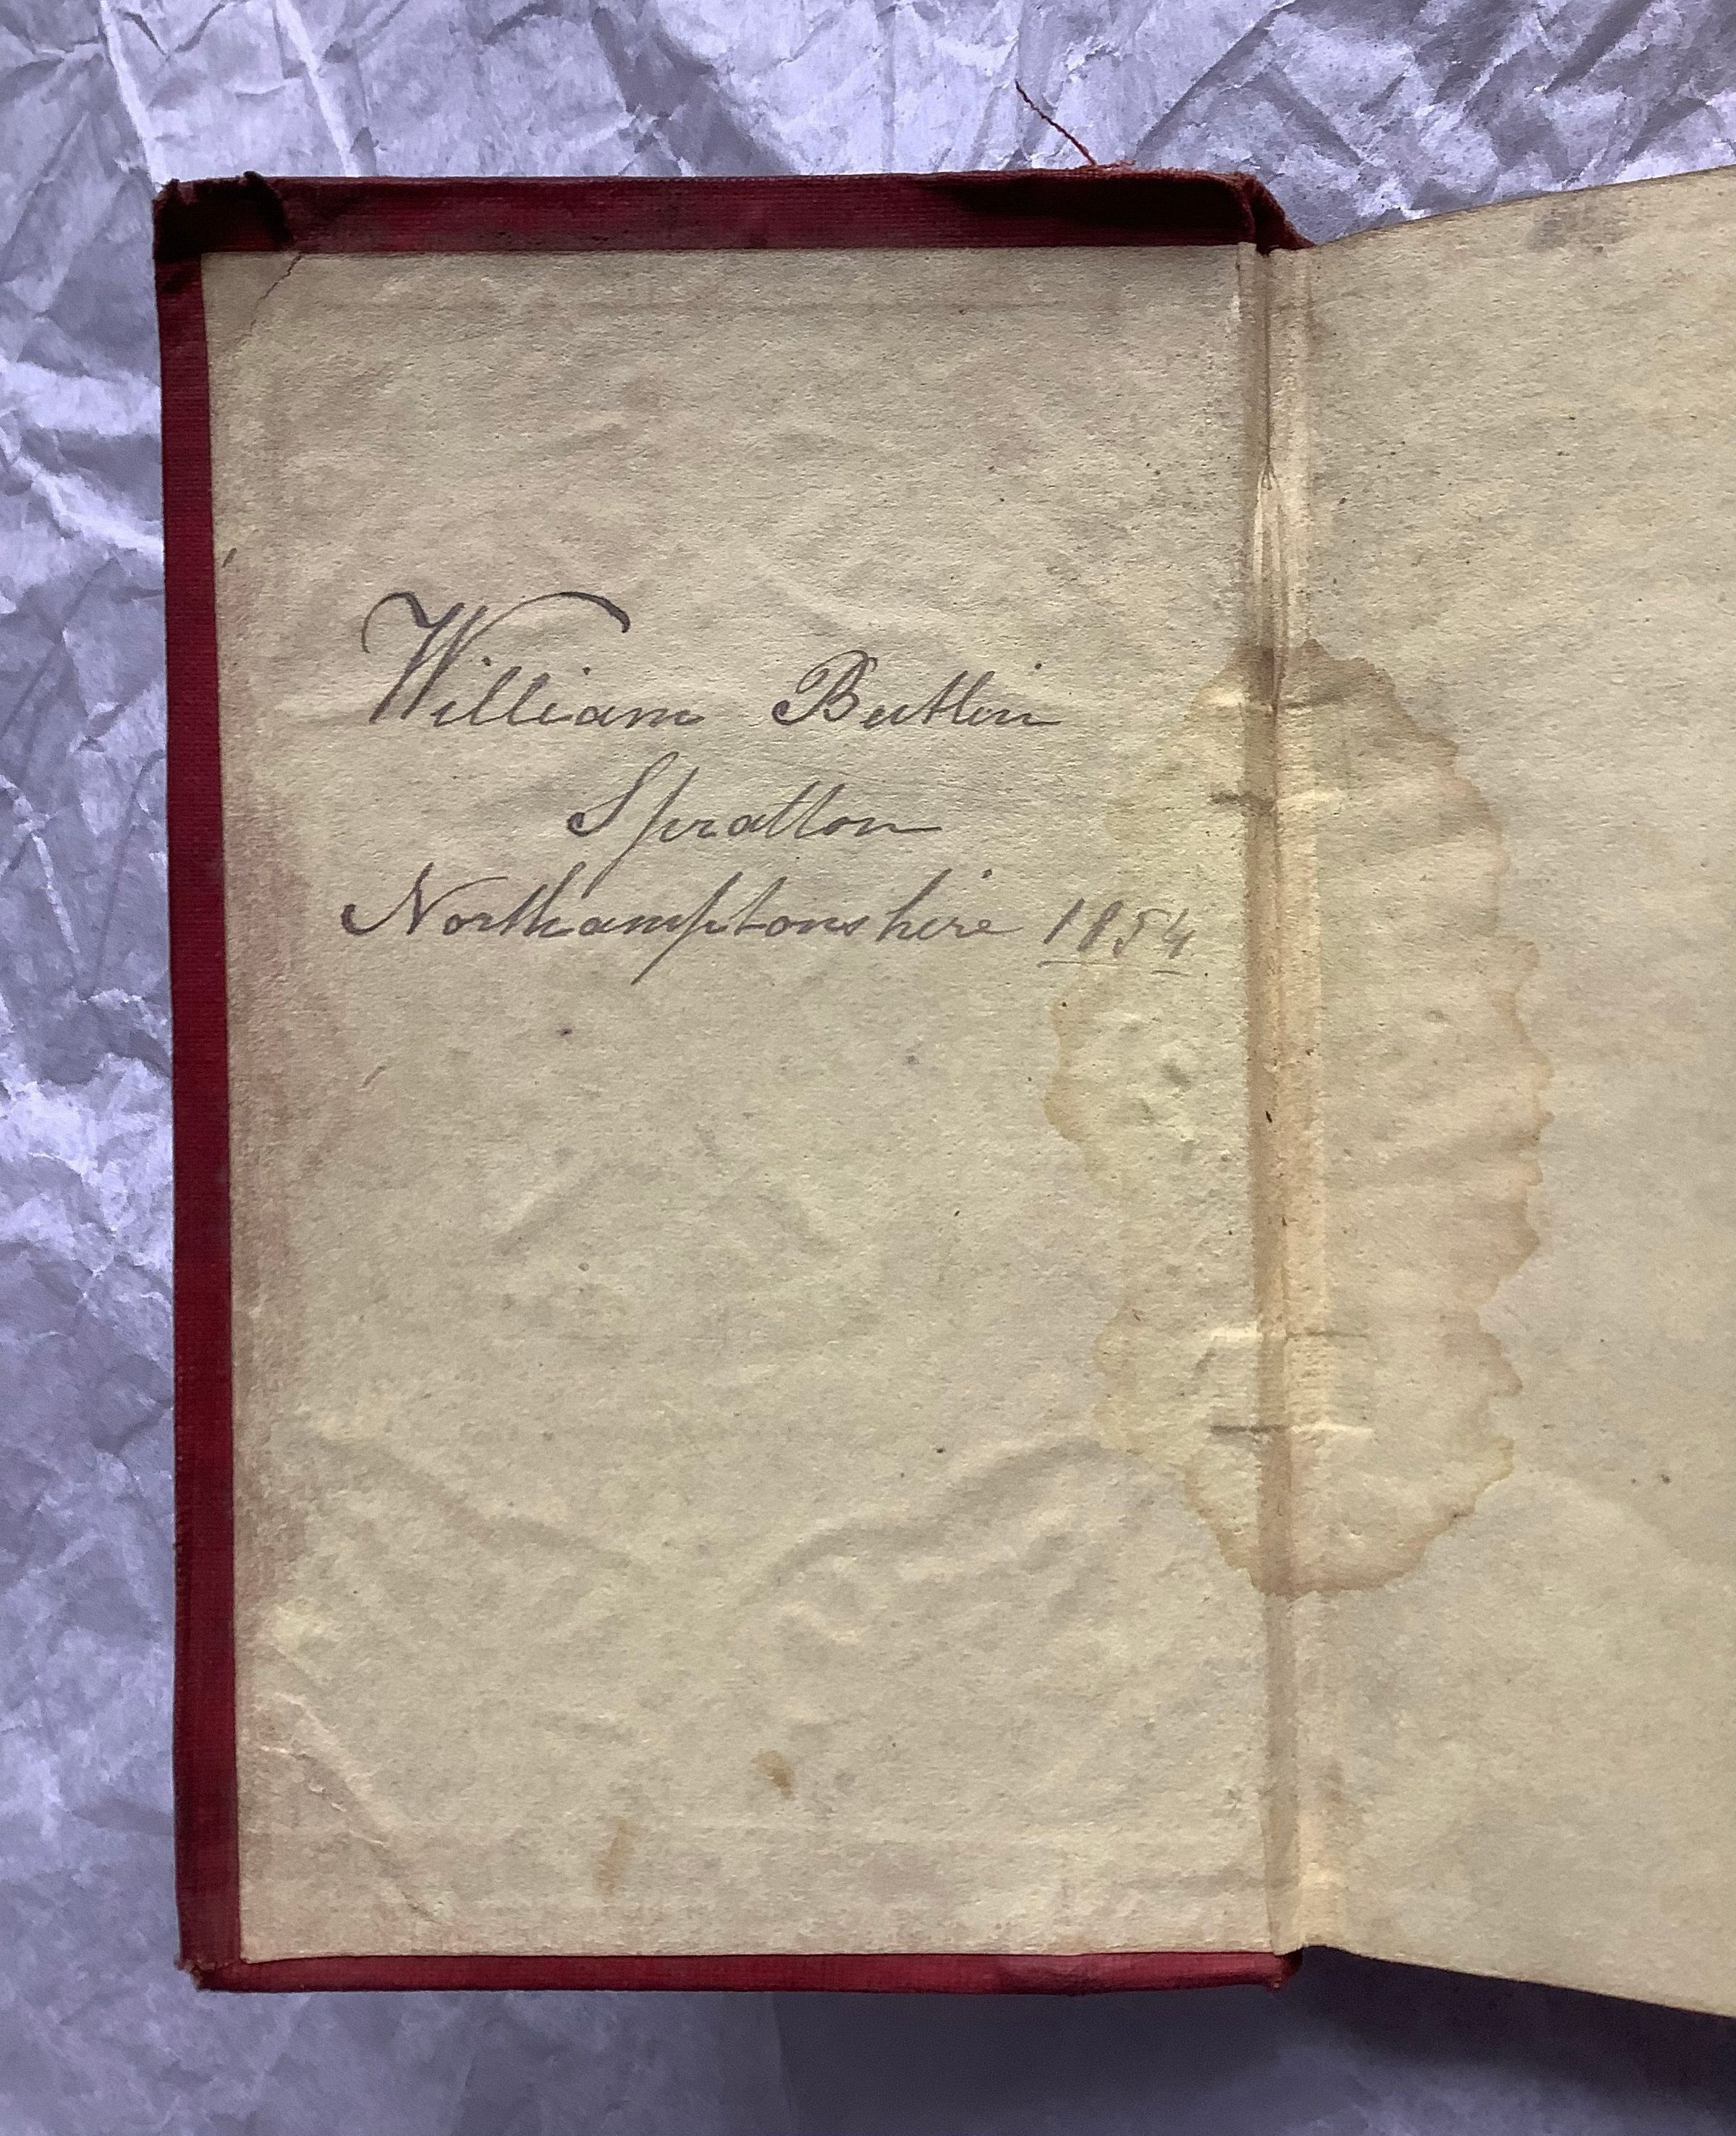 William Butlin
Spratton
Northamptonshire 1854